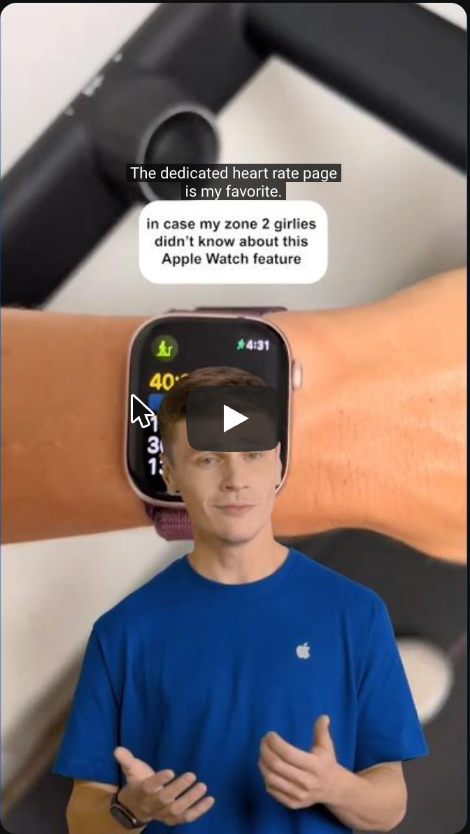 The dedicated heart rate page
is my favorite.
in case my zone 2 girlies
didn't know about this
Apple Watch feature
4:31
40: